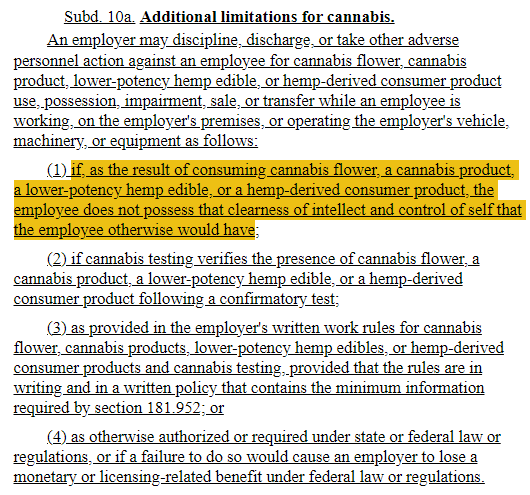 Subd. 10a. Additional limitations for cannabis.
An employer may discipline, discharge, or take other adverse
personnel action against an employee for cannabis flower, cannabis
product, lower-potency hemp edible, or hemp-derived consumer product
use, possession, impairment, sale, or transfer while an employee is
working, on the employer's premises, or operating the employer's vehicle,
machinery, or equipment as follows:
(1) if, as the result of consuming cannabis flower, a cannabis product,
a lower-potency hemp edible, or a hemp-derived consumer product, the
employee does not possess that clearness of intellect and control of self that
the employee otherwise would have;
(2) if cannabis testing verifies the presence of cannabis flower, a
cannabis product, a lower-potency hemp edible, or a hemp-derived
consumer product following a confirmatory test;
(3) as provided in the employer's written work rules for cannabis
flower, cannabis products, lower-potency hemp edibles, or hemp-derived
consumer products and cannabis testing, provided that the rules are in
writing and in a written policy that contains the minimum information
required by section 181.952; or
(4) as otherwise authorized or required under state or federal law or
regulations, or if a failure to do so would cause an employer to lose a
monetary or licensing-related benefit under federal law or regulations.